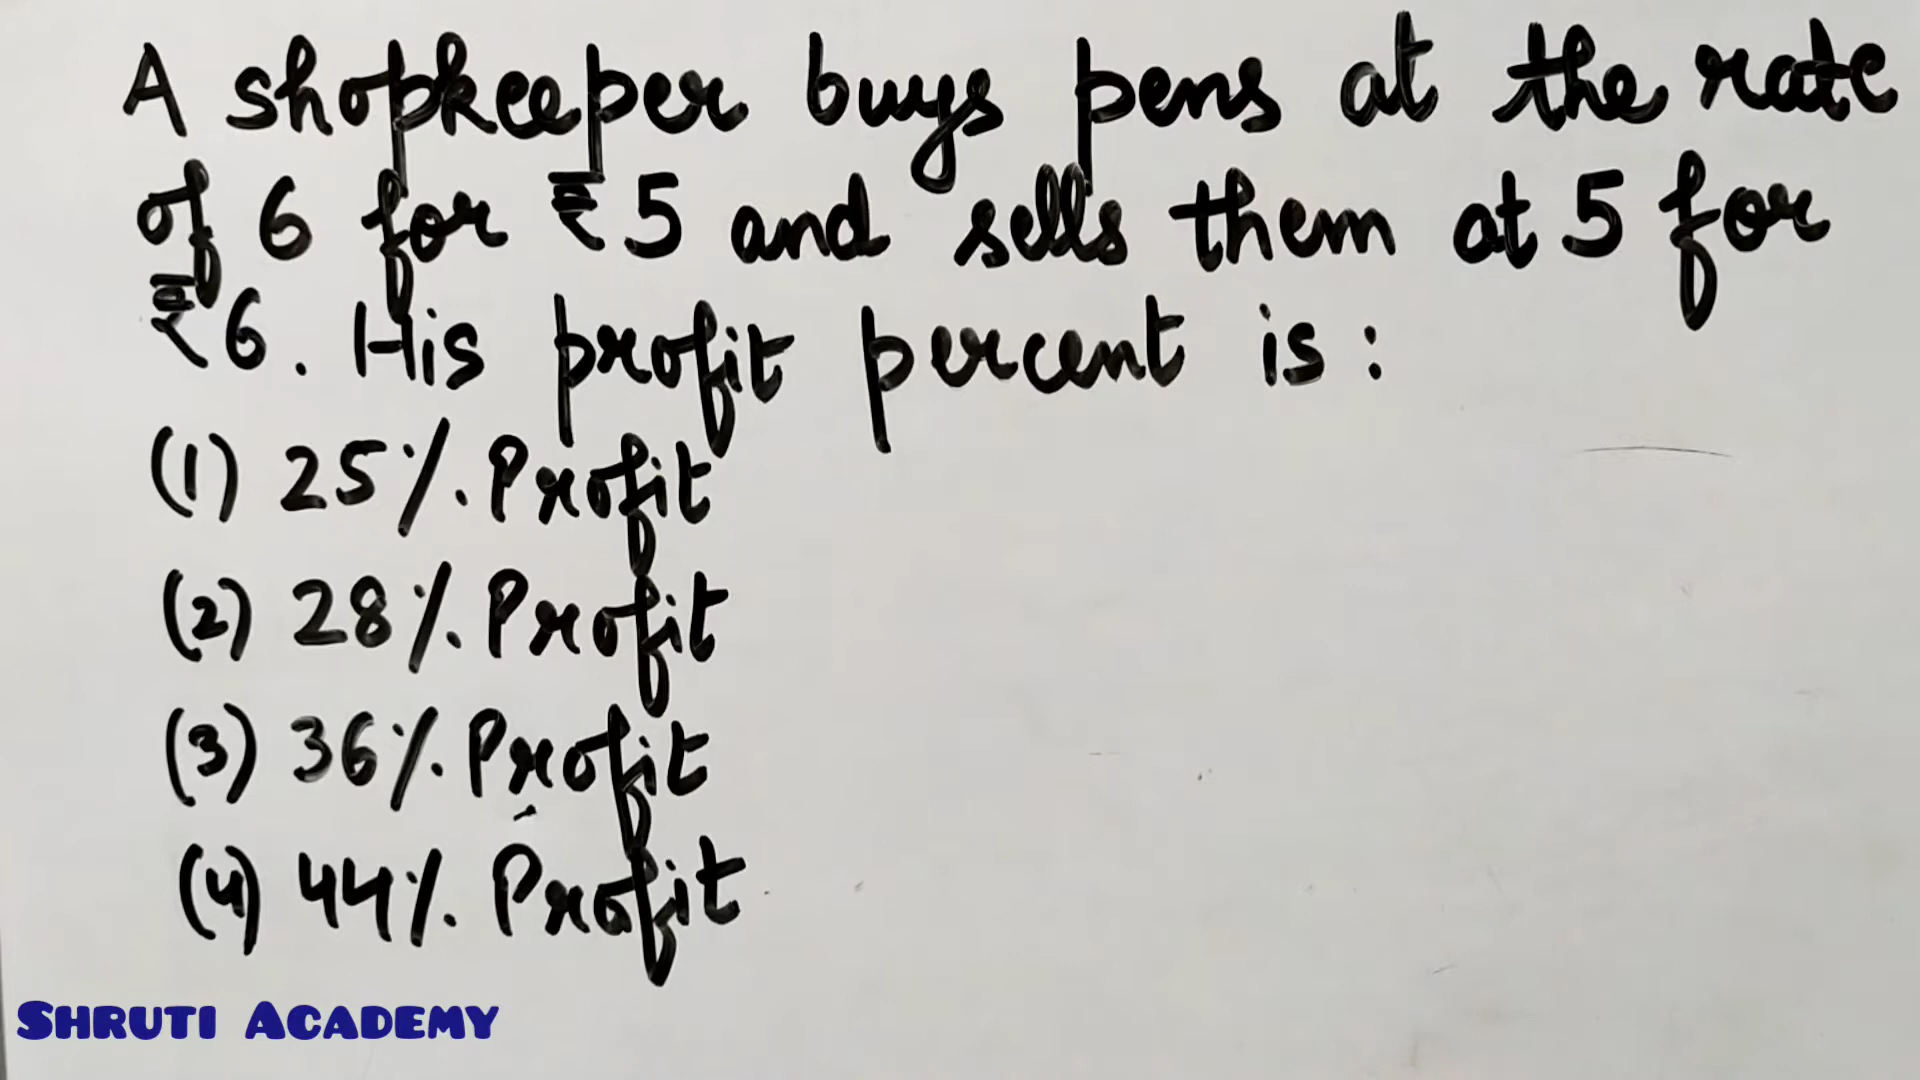 A shopkeeper buys pens at the rate
of 6 for ₹5 and sells them at 5 for
₹6. His profit percent is:
(1) 25%. Profit
(2) 28%. Profit
(3) 36%. Profit
(4) 44%. Profit
SHRUTI ACADEMY